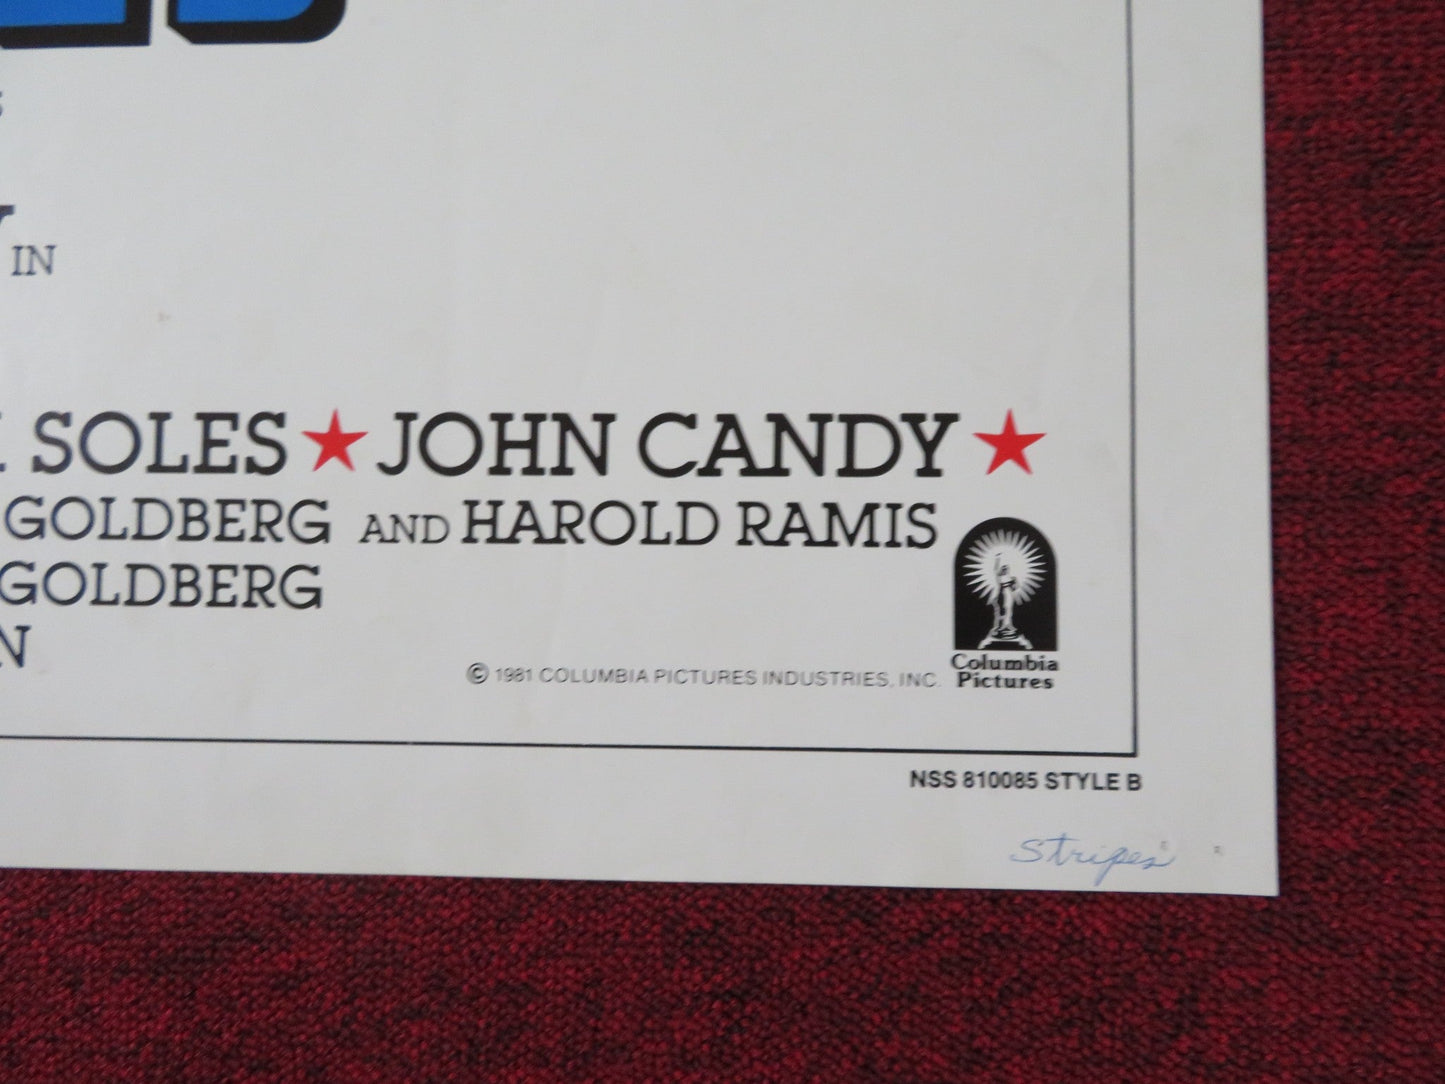 IN
SOLES ★ JOHN CANDY ★
GOLDBERG AND HAROLD RAMIS
GOLDBERG
N
© 1981 COLUMBIA PICTURES INDUSTRIES, INC.
Columbia
Pictures
NSS 810085 STYLE B
Stripes